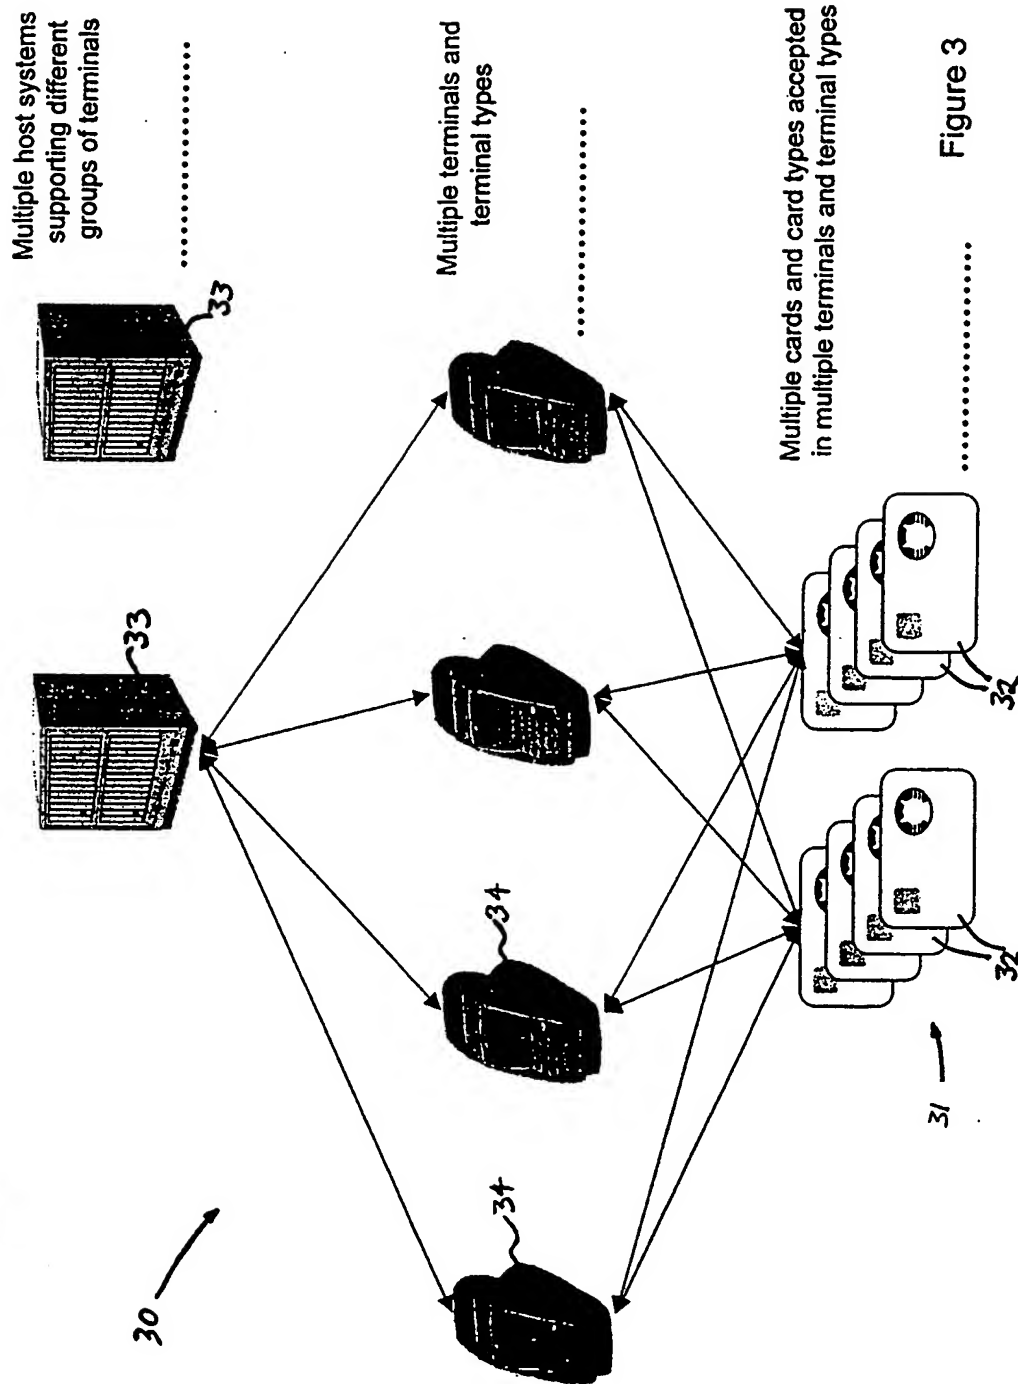 Multiple host systems
supporting different
groups of terminals
....................
33
33
Multiple terminals and
terminal types
....................
34
34
Multiple cards and card types accepted
in multiple terminals and terminal types
....................
32
32
31
30
Figure 3